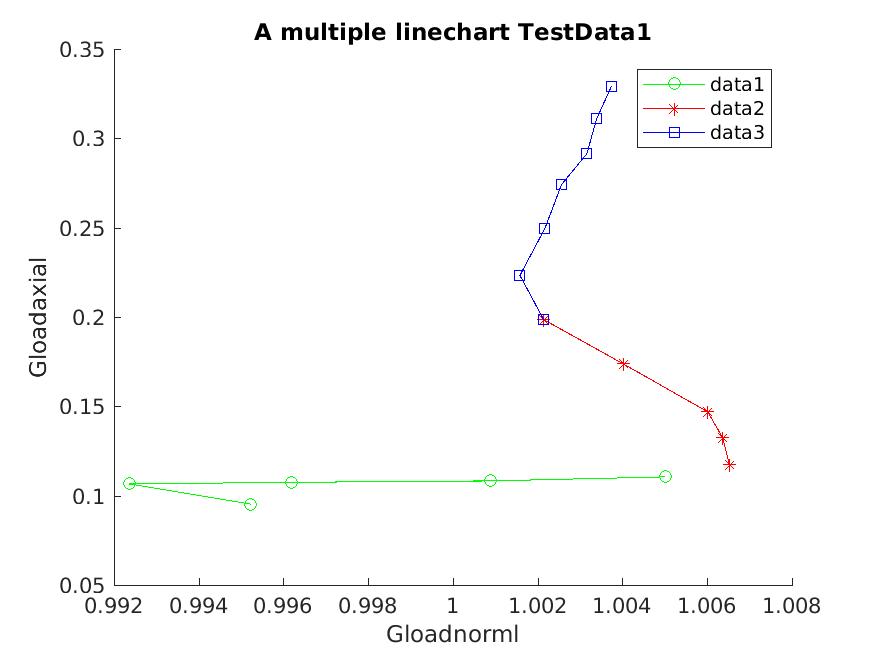 A multiple linechart TestData1
0.35
0.3
0.25
0.2
0.15
0.1
0.05
Gloadaxial
data1
data2
data3
0.992 0.994 0.996 0.998 1 1.002 1.004 1.006 1.008
Gloadnorml